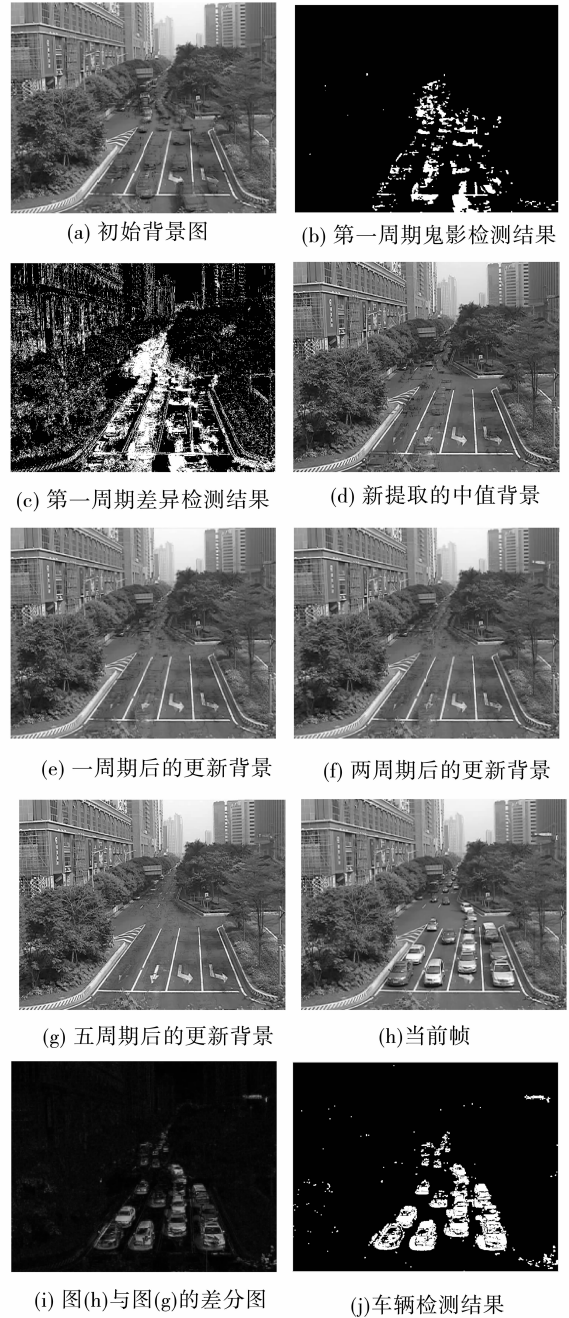 (a) 初始背景图
(b) 第一周期鬼影检测结果
(c) 第一周期差异检测结果
(d) 新提取的中值背景
(e) 一周期后的更新背景
(f) 两周期后的更新背景
(g) 五周期后的更新背景
(h)当前帧
(i) 图(h)与图(g)的差分图
(j)车辆检测结果